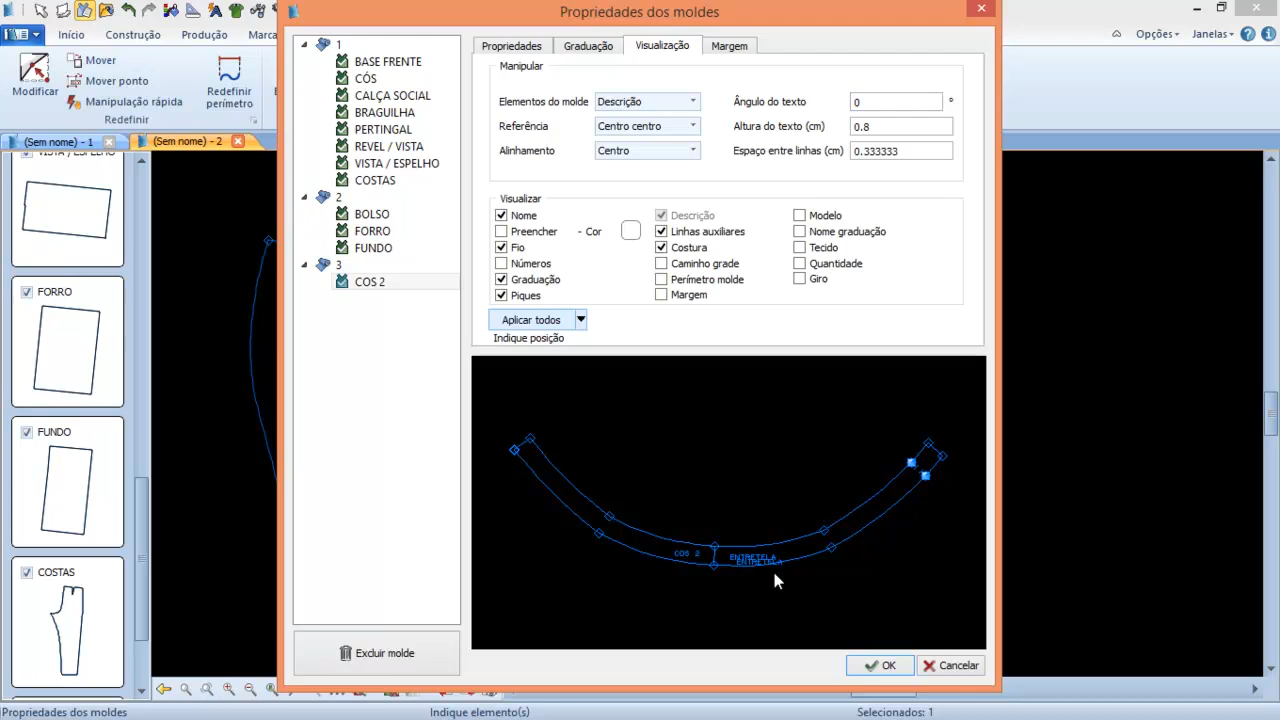 Propriedades dos moldes
Início
Construção
Produção
Marca
Opções
Janelas
Modificar
Mover
Mover ponto
Manipulação rápida
Redefinir perímetro
Redefinir
(Sem nome) - 1
(Sem nome) - 2
VISTA / ESPELHO
FORRO
FUNDO
COSTAS
1
BASE FRENTE
CÓS
CALÇA SOCIAL
BRAGUILHA
PERTINGAL
REVEL / VISTA
VISTA / ESPELHO
COSTAS
2
BOLSO
FORRO
FUNDO
3
COS 2
Excluir molde
Propriedades
Graduação
Visualização
Margem
Manipular
Elementos do molde
Descrição
Ângulo do texto
0
°
Referência
Centro centro
Altura do texto (cm)
0.8
Alinhamento
Centro
Espaço entre linhas (cm)
0.333333
Visualizar
Nome
Descrição
Modelo
Preencher
- Cor
Linhas auxiliares
Nome graduação
Fio
Costura
Tecido
Números
Caminho grade
Quantidade
Graduação
Perímetro molde
Giro
Piques
Margem
Aplicar todos
Indique posição
COS 2
ENTRETELA
ENTRETELA
OK
Cancelar
Propriedades dos moldes
Indique elemento(s)
Selecionados: 1